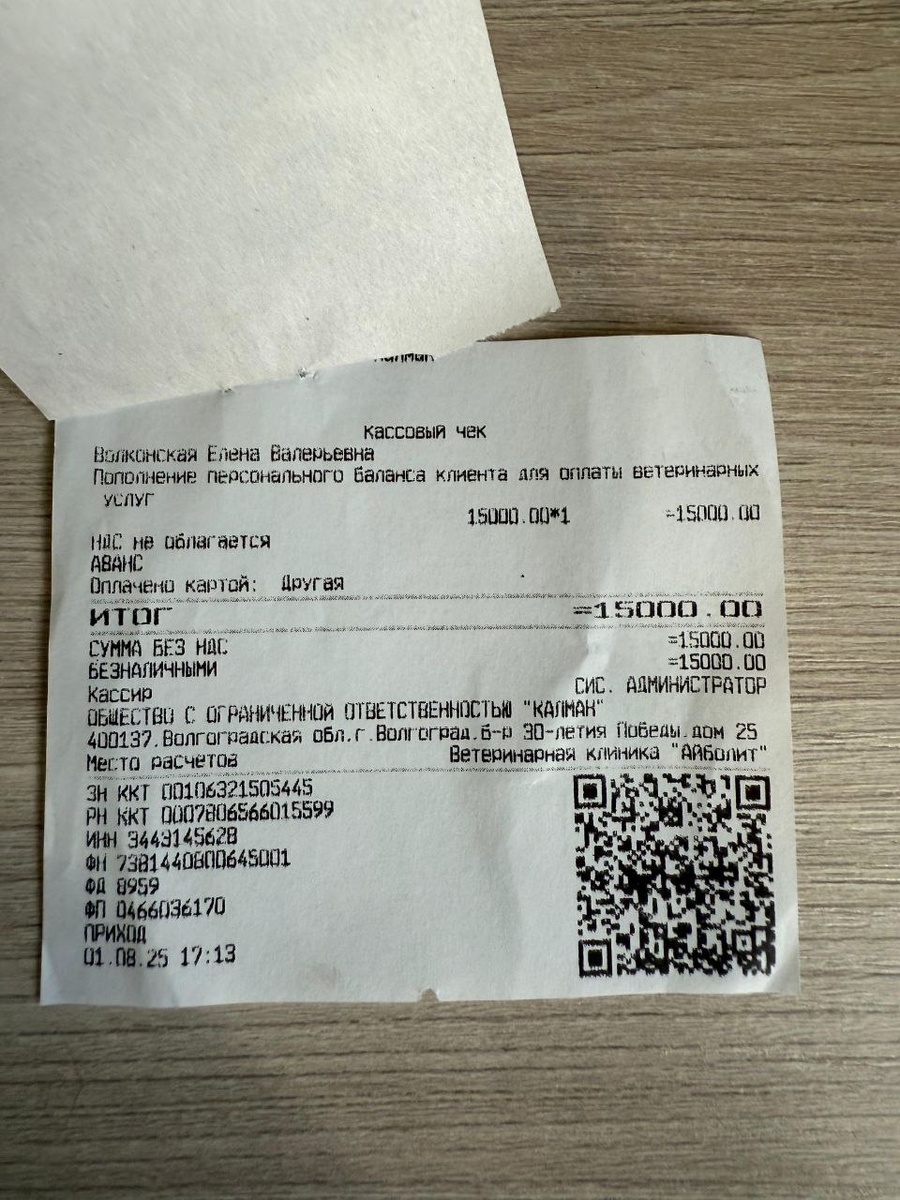 Кассовый чек
Волконская Елена Валерьевна
Пополнение персонального баланса клиента для оплаты ветеринарных
услуг
15000.00*1 =15000.00
НДС не облагается
АВАНС
Оплачено картой: Другая
ИТОГ =15000.00
СУММА БЕЗ НДС =15000.00
БЕЗНАЛИЧНЫМИ =15000.00
Кассир СИС. АДМИНИСТРАТОР
ОБЩЕСТВО С ОГРАНИЧЕННОЙ ОТВЕТСТВЕННОСТЬЮ "КАЛМАК"
400137.Волгоградская обл.г.Волгоград.б-р 30-летия Победы.дом 25
Место расчетов Ветеринарная клиника "Айболит"
ЗН ККТ 00106321505445
РН ККТ 0007806566015599
ИНН 3443145628
ФН 7381440800645001
ФД 8959
ФП 0466036170
ПРИХОД
01.08.25 17:13